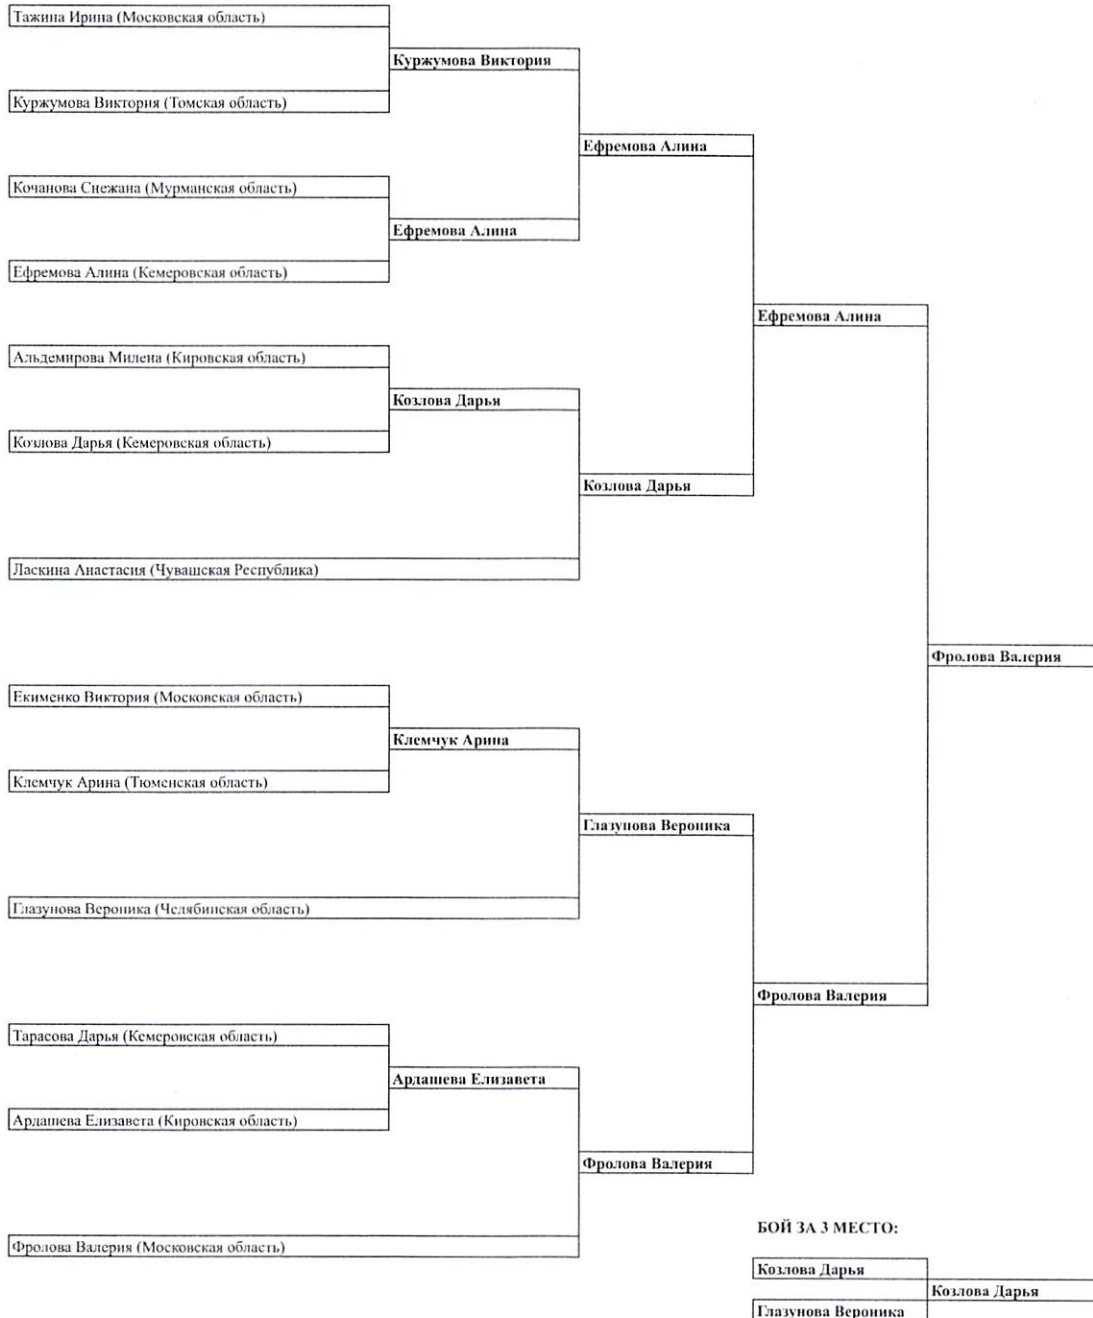 Тажина Ирина (Московская область)
Куржумова Виктория
Куржумова Виктория (Томская область)
Ефремова Алина
Кочанова Снежана (Мурманская область)
Ефремова Алина
Ефремова Алина (Кемеровская область)
Ефремова Алина
Альдемирова Милена (Кировская область)
Козлова Дарья
Козлова Дарья (Кемеровская область)
Козлова Дарья
Ласкина Анастасия (Чувашская Республика)
Фролова Валерия
Екименко Виктория (Московская область)
Клемчук Арина
Клемчук Арина (Тюменская область)
Глазунова Вероника
Глазунова Вероника (Челябинская область)
Фролова Валерия
Тарасова Дарья (Кемеровская область)
Ардашева Елизавета
Ардашева Елизавета (Кировская область)
Фролова Валерия
Фролова Валерия (Московская область)
БОЙ ЗА 3 МЕСТО:
Козлова Дарья
Козлова Дарья
Глазунова Вероника